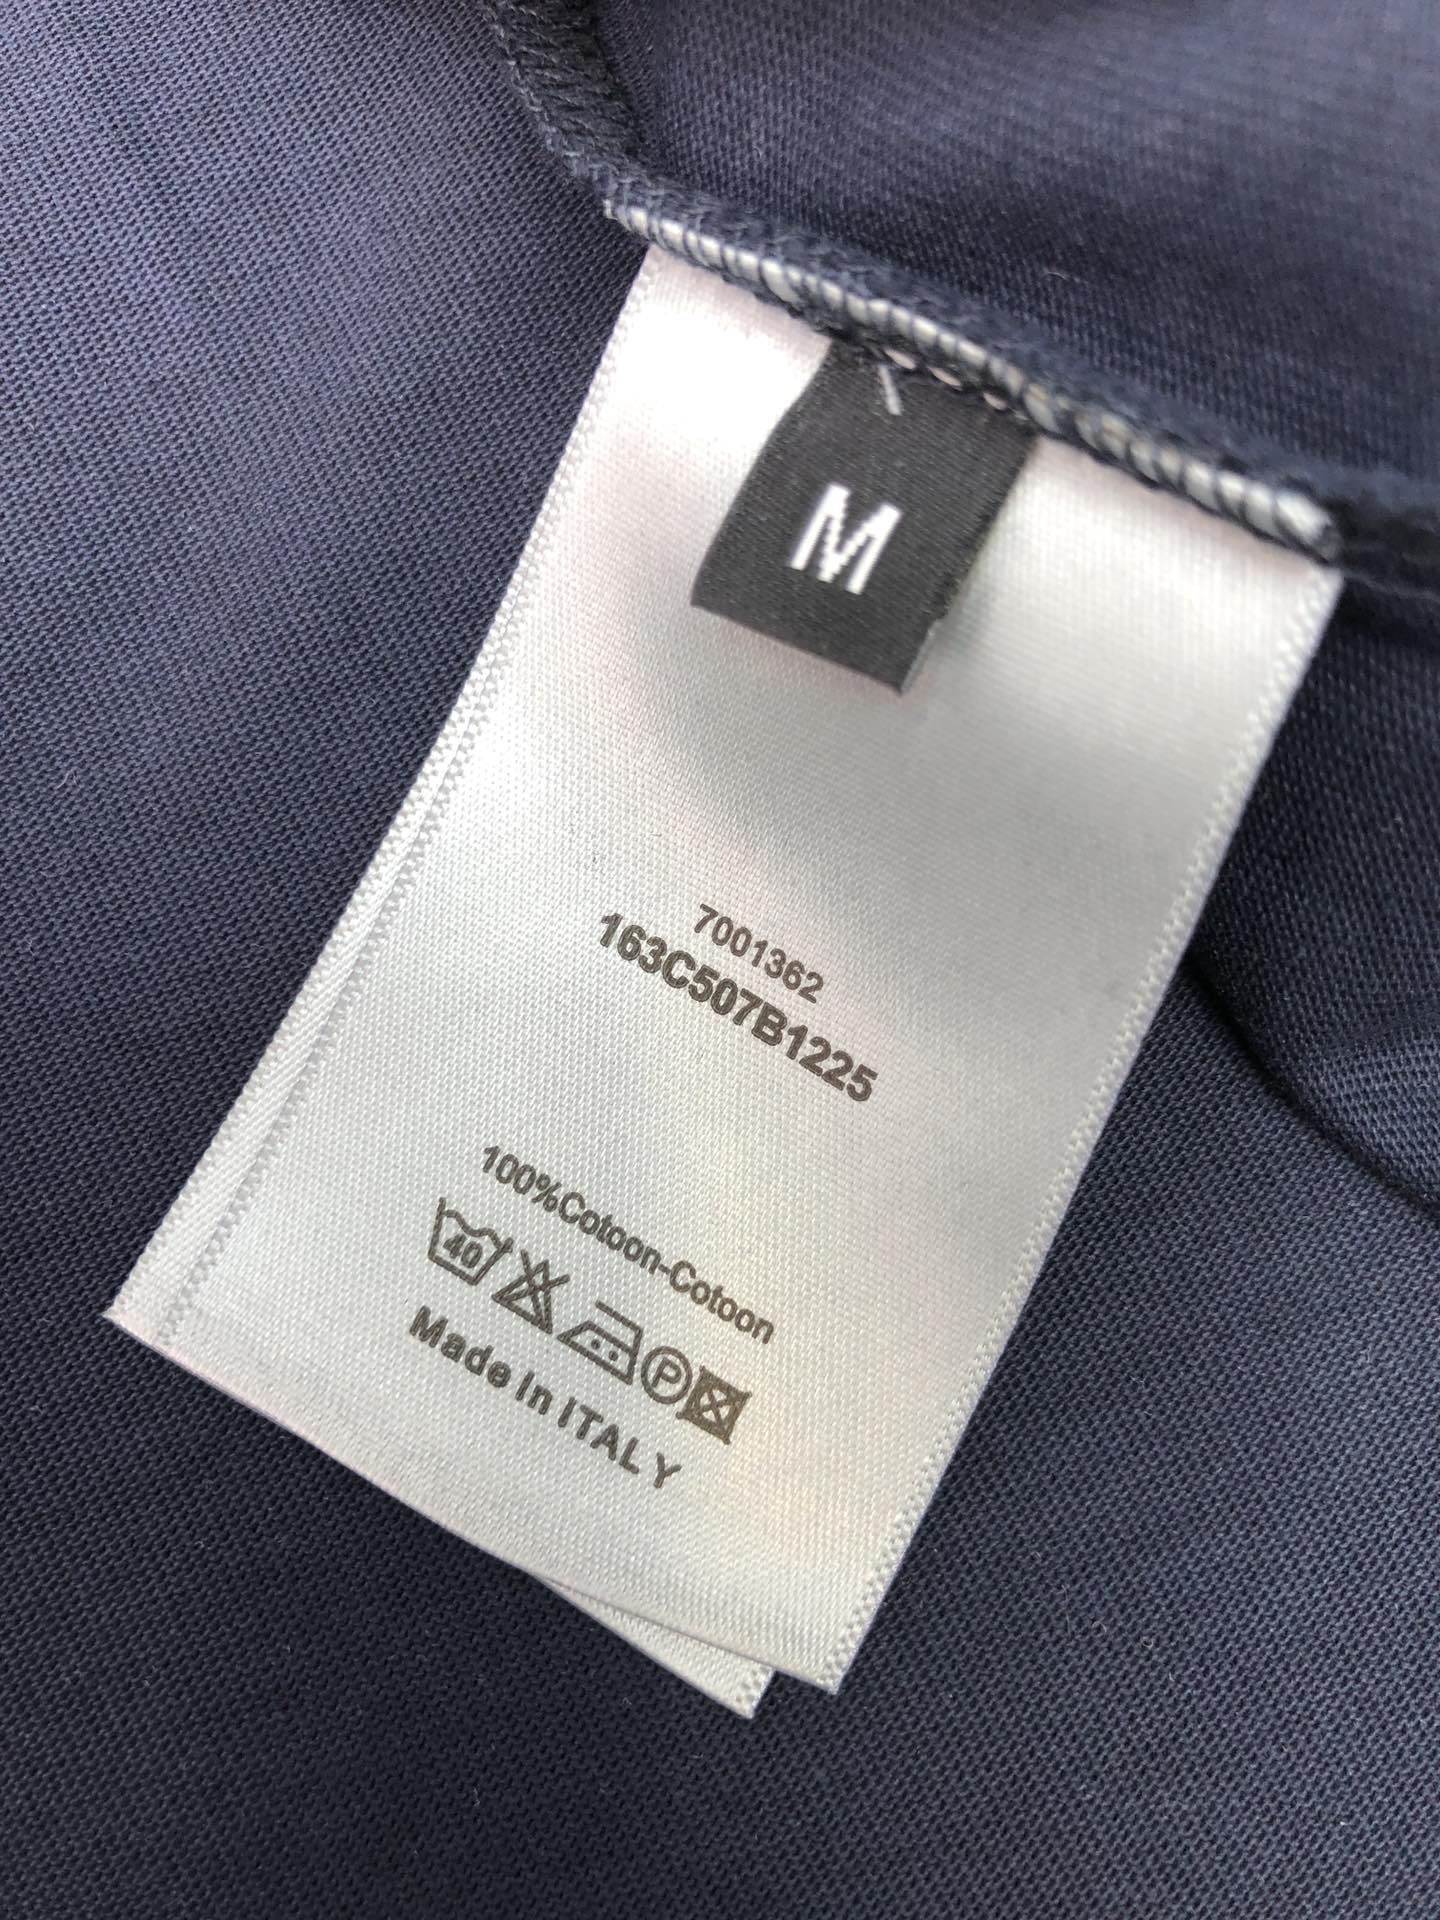 M
7001362
163C507B1225
100%Cotoon-Cotoon
40 P
Made In ITALY